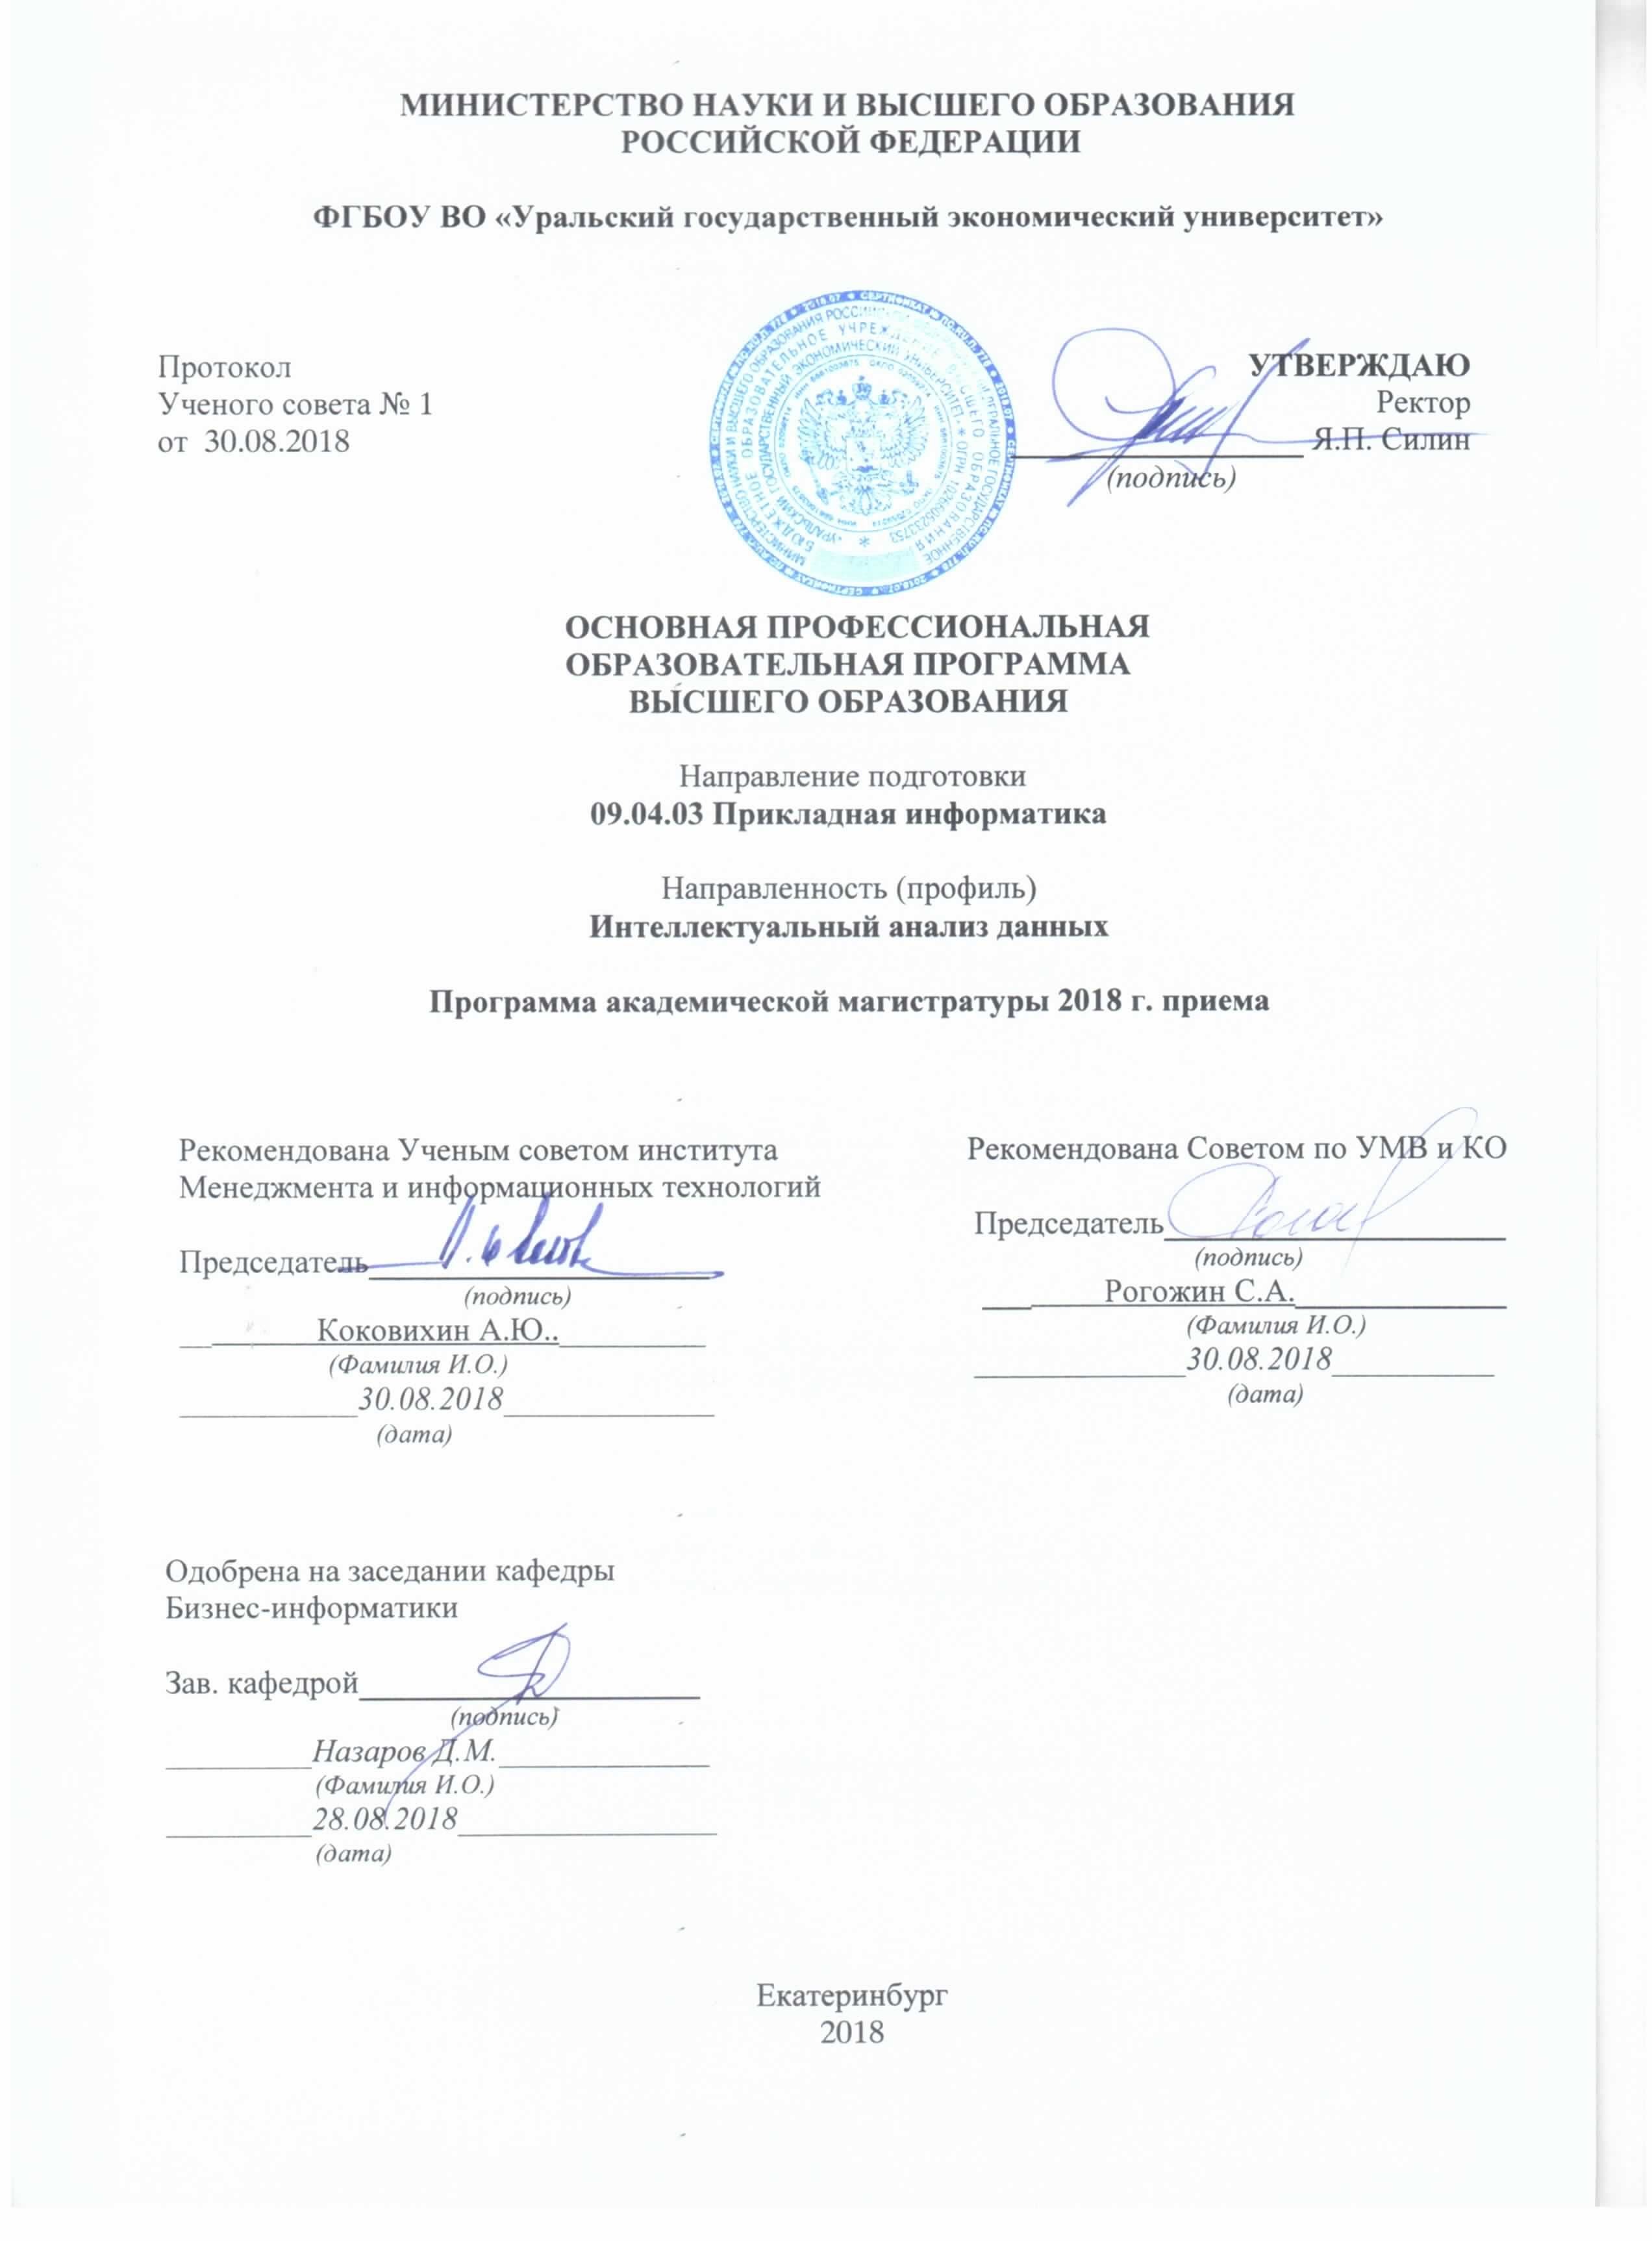 МИНИСТЕРСТВО НАУКИ И ВЫСШЕГО ОБРАЗОВАНИЯ
РОССИЙСКОЙ ФЕДЕРАЦИИ
ФГБОУ ВО «Уральский государственный экономический университет»
Протокол
Ученого совета № 1
от 30.08.2018
УТВЕРЖДАЮ
Ректор
Я.П. Силин
(подпись)
ОСНОВНАЯ ПРОФЕССИОНАЛЬНАЯ
ОБРАЗОВАТЕЛЬНАЯ ПРОГРАММА
ВЫСШЕГО ОБРАЗОВАНИЯ
Направление подготовки
09.04.03 Прикладная информатика
Направленность (профиль)
Интеллектуальный анализ данных
Программа академической магистратуры 2018 г. приема
Рекомендована Ученым советом института
Менеджмента и информационных технологий
Председатель
(подпись)
Коковихин А.Ю..
(Фамилия И.О.)
30.08.2018
(дата)
Рекомендована Советом по УМВ и КО
Председатель
(подпись)
Рогожин С.А.
(Фамилия И.О.)
30.08.2018
(дата)
Одобрена на заседании кафедры
Бизнес-информатики
Зав. кафедрой
(подпись)
Назаров Д.М.
(Фамилия И.О.)
28.08.2018
(дата)
Екатеринбург
2018